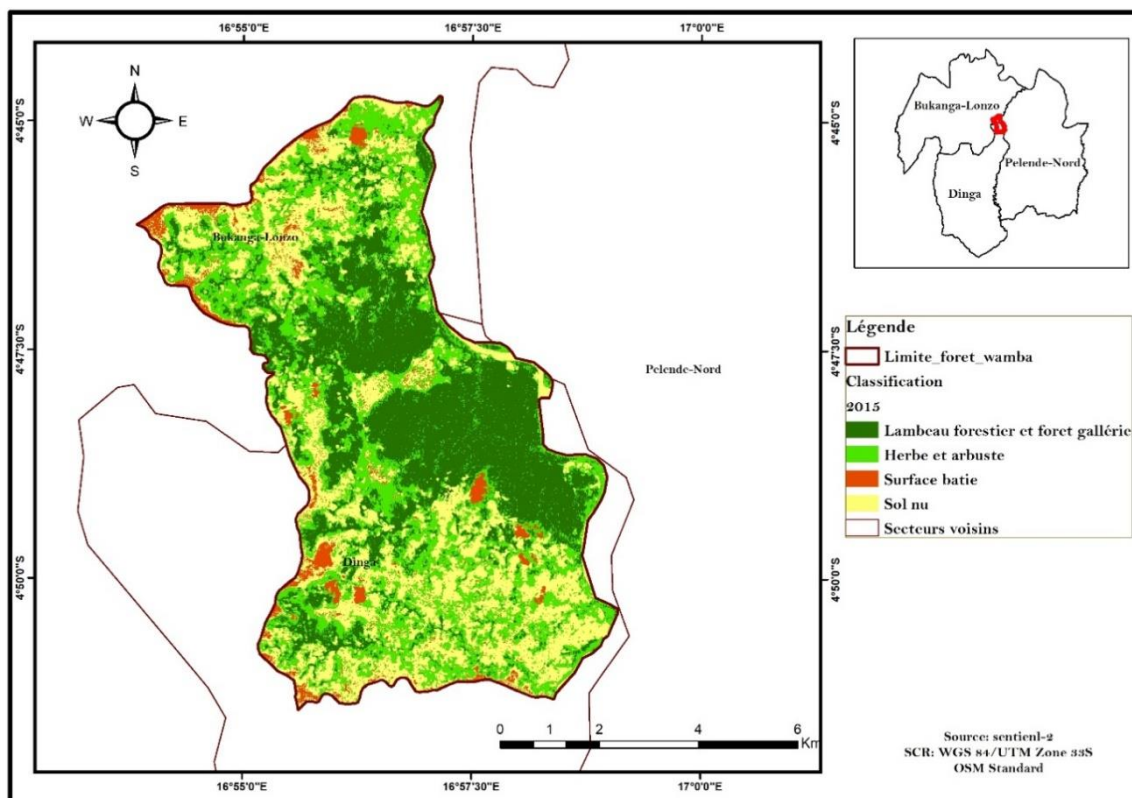 16°55'0"E
16°57'30"E
17°0'0"E
N
W
E
S
4°45'0"S
4°47'30"S
4°50'0"S
Bukanga-Lonzo
Pelende-Nord
Dinga
0
1
2
4
6
Km
16°55'0"E
16°57'30"E
17°0'0"E
4°45'0"S
4°47'30"S
4°50'0"S
Bukanga-Lonzo
Pelende-Nord
Dinga
Légende
Limite_foret_wamba
Classification
2015
Lambeau forestier et foret gallérie
Herbe et arbuste
Surface batie
Sol nu
Secteurs voisins
Source: sentienl-2
SCR: WGS 84/UTM Zone 33S
OSM Standard